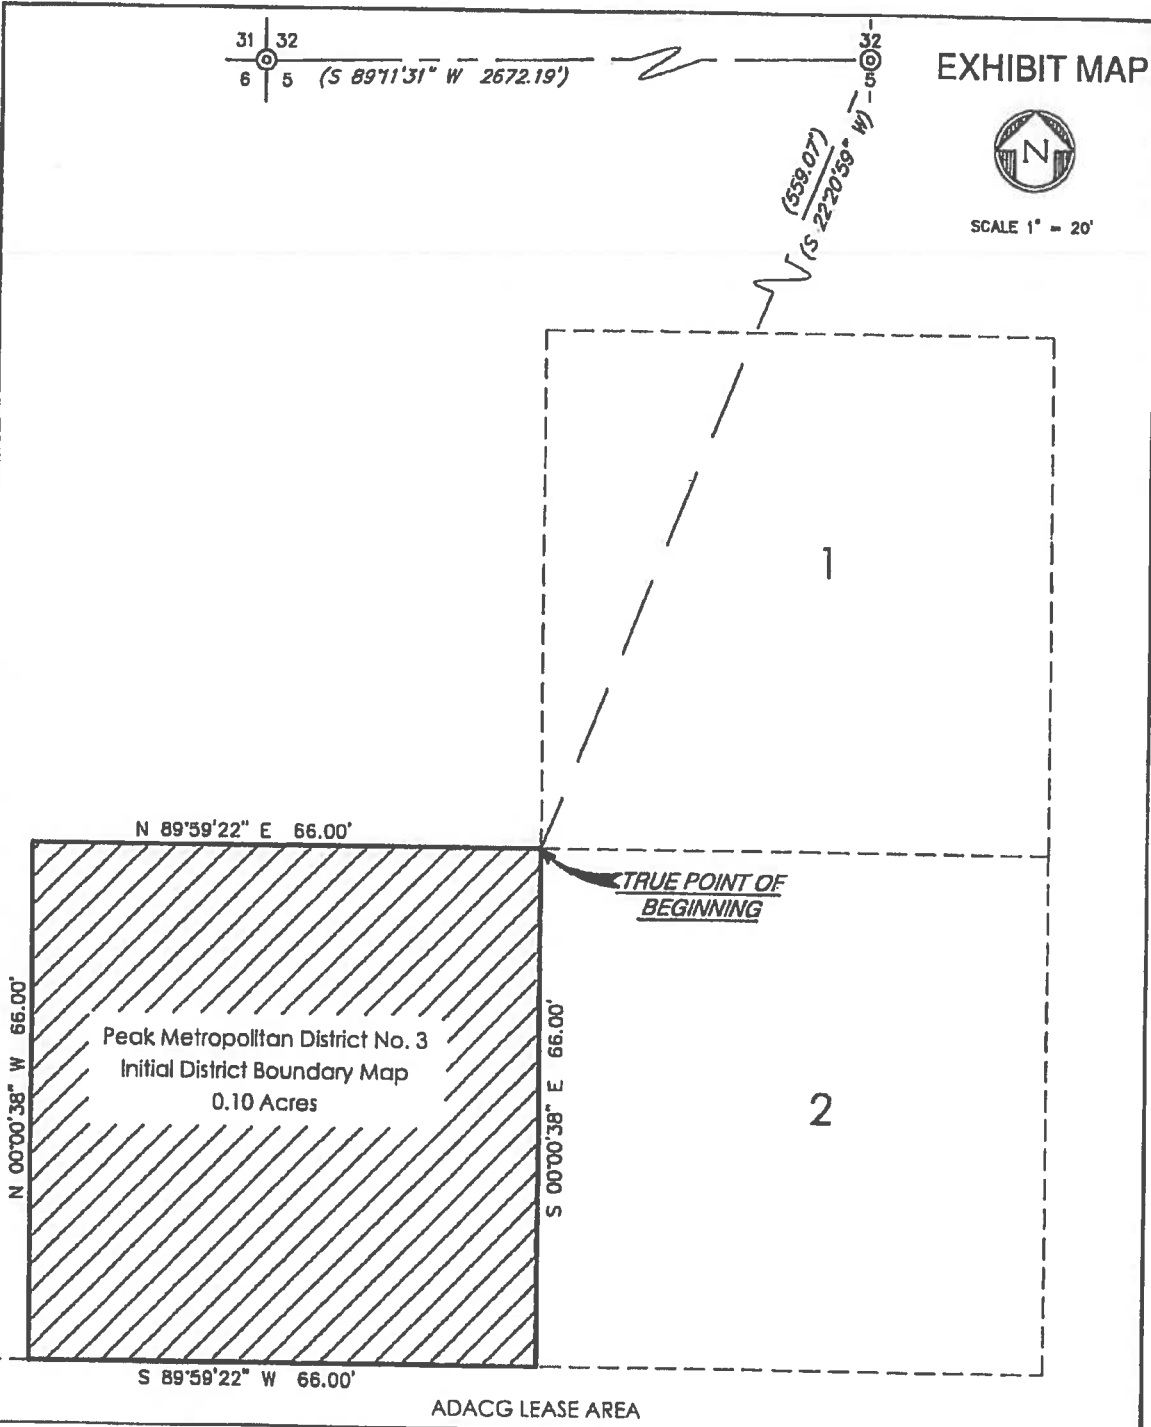 31 32
6 5
(S 89°11'31" W 2672.19')
32
5
EXHIBIT MAP
N
SCALE 1" = 20'
(559.07')
(S 22°20'59" W)
1
N 89°59'22" E 66.00'
TRUE POINT OF
BEGINNING
N 00°00'38" W 66.00'
Peak Metropolitan District No. 3
Initial District Boundary Map
0.10 Acres
S 00°00'38" E 66.00'
2
S 89°59'22" W 66.00'
ADACG LEASE AREA